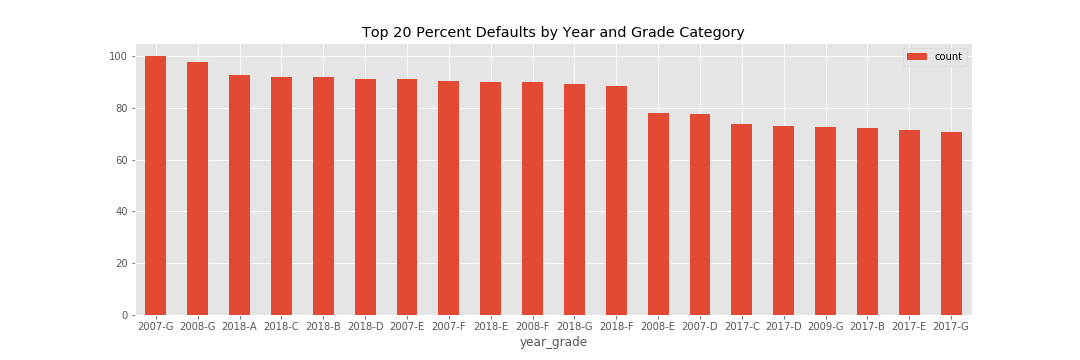 Top 20 Percent Defaults by Year and Grade Category
count
100
80
60
40
20
0
2007-G 2008-G 2018-A 2018-C 2018-B 2018-D 2007-E 2007-F 2018-E 2008-F 2018-G 2018-F 2008-E 2007-D 2017-C 2017-D 2009-G 2017-B 2017-E 2017-G
year_grade